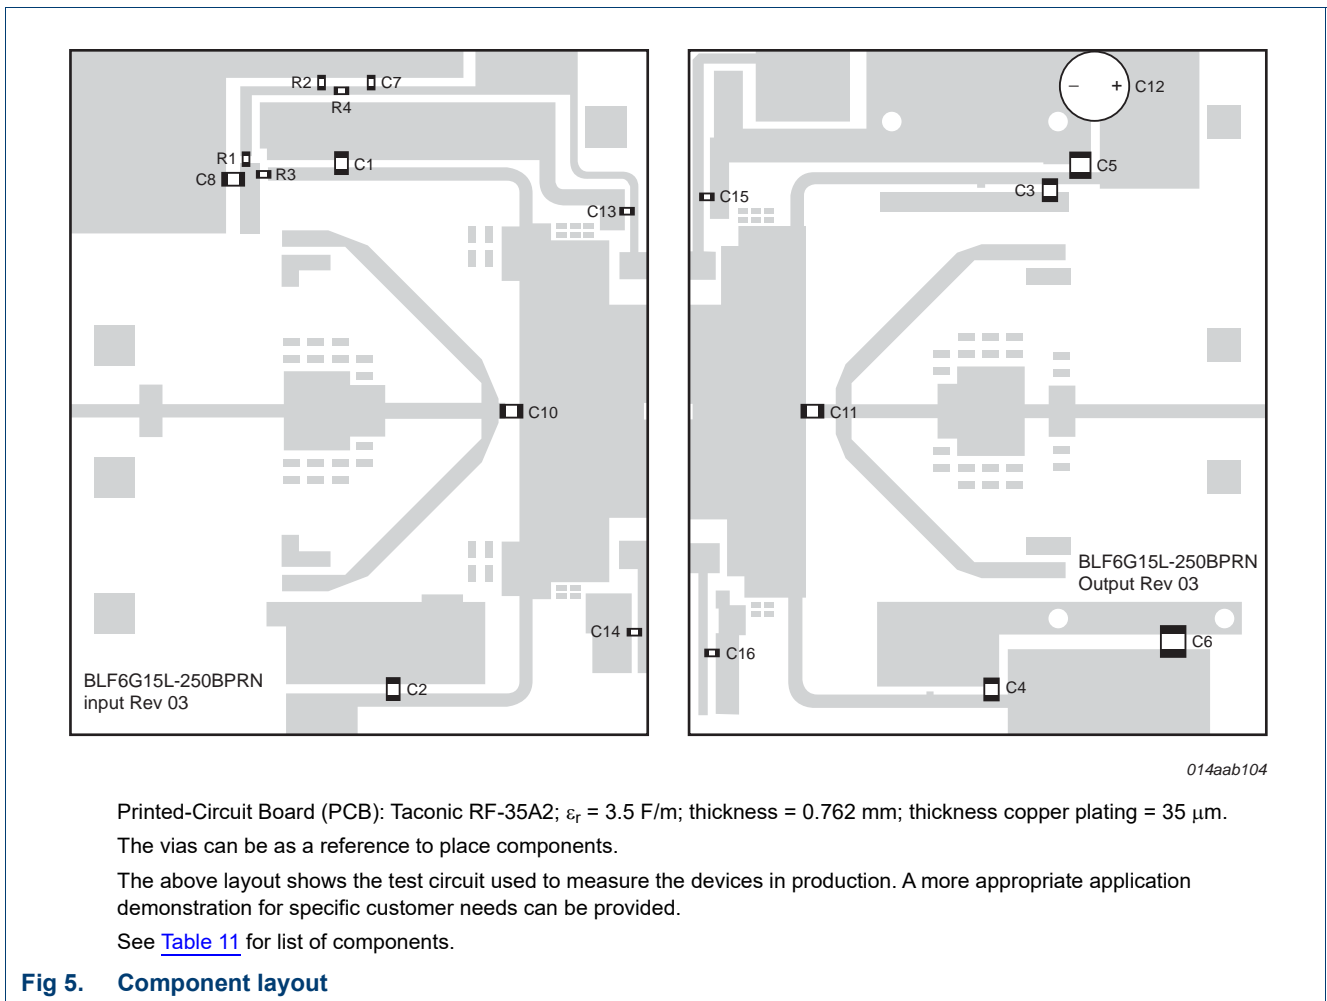 R2
C7
R4
R1
C1
C8
R3
C13
C10
BLF6G15L-250BPRN
input Rev 03
C2
C14
− + C12
C5
C3
C15
C11
BLF6G15L-250BPRN
Output Rev 03
C6
C16
C4
014aab104
Printed-Circuit Board (PCB): Taconic RF-35A2; εr = 3.5 F/m; thickness = 0.762 mm; thickness copper plating = 35 μm.
The vias can be as a reference to place components.
The above layout shows the test circuit used to measure the devices in production. A more appropriate application
demonstration for specific customer needs can be provided.
See Table 11 for list of components.
Fig 5. Component layout